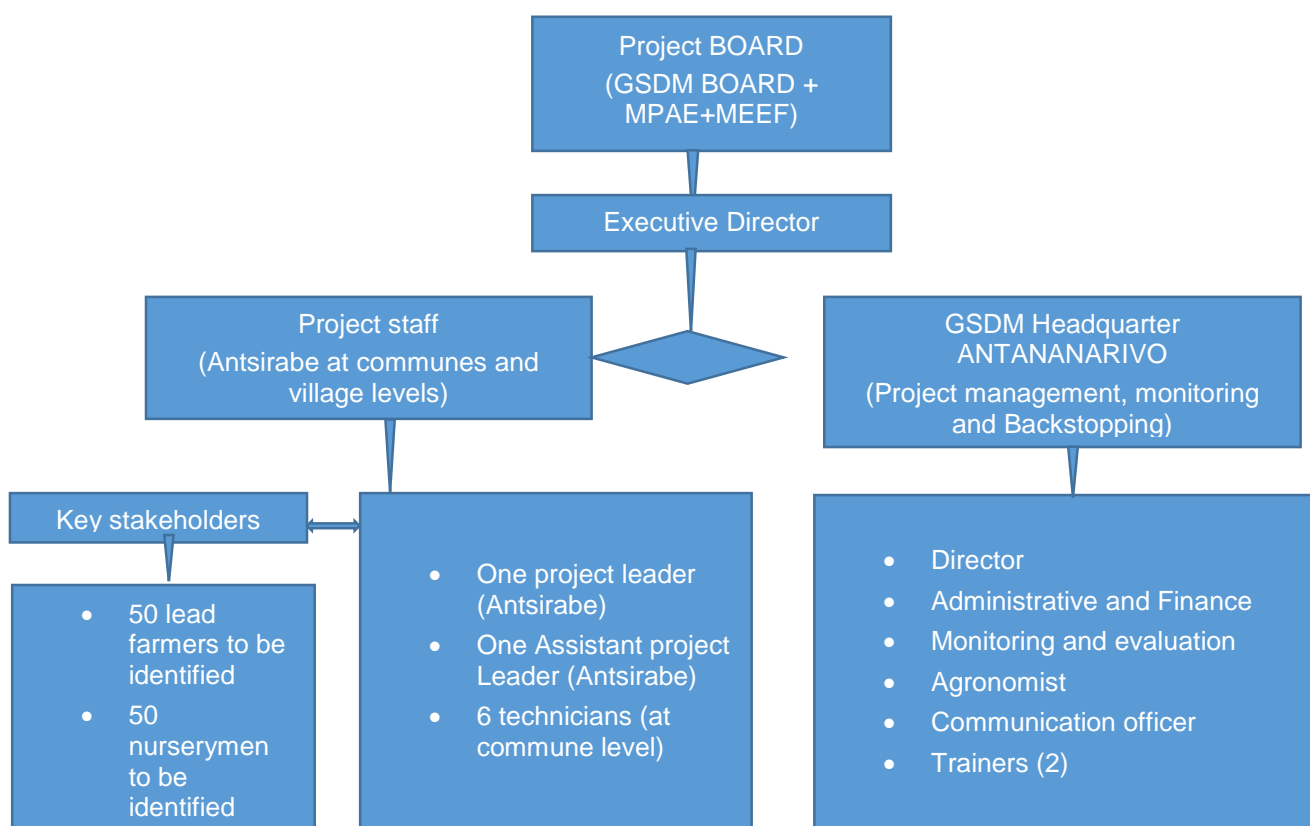 Project BOARD
(GSDM BOARD +
MPAE+MEEF)
Executive Director
Project staff
(Antsirabe at communes and
village levels)
GSDM Headquarter
ANTANANARIVO
(Project management, monitoring
and Backstopping)
Key stakeholders
• 50 lead
farmers to be
identified
• 50
nurserymen
to be
identified
• One project leader
(Antsirabe)
• One Assistant project
Leader (Antsirabe)
• 6 technicians (at
commune level)
• Director
• Administrative and Finance
• Monitoring and evaluation
• Agronomist
• Communication officer
• Trainers (2)